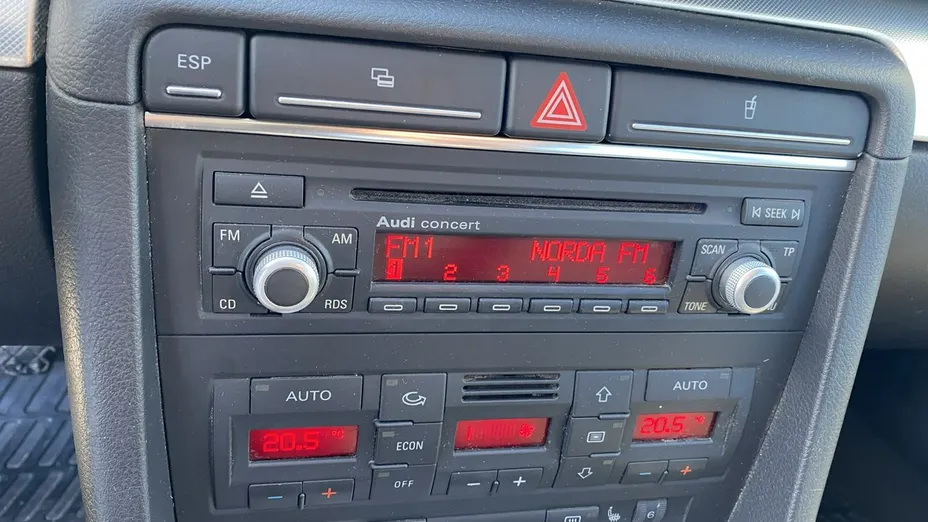 ESP
Audi concert
SEEK
FM AM
CD RDS
SCAN TP
TONE
FM1 NORDA FM
1 2 3 4 5 6
AUTO AUTO
20.5 20.5
ECON
OFF
6